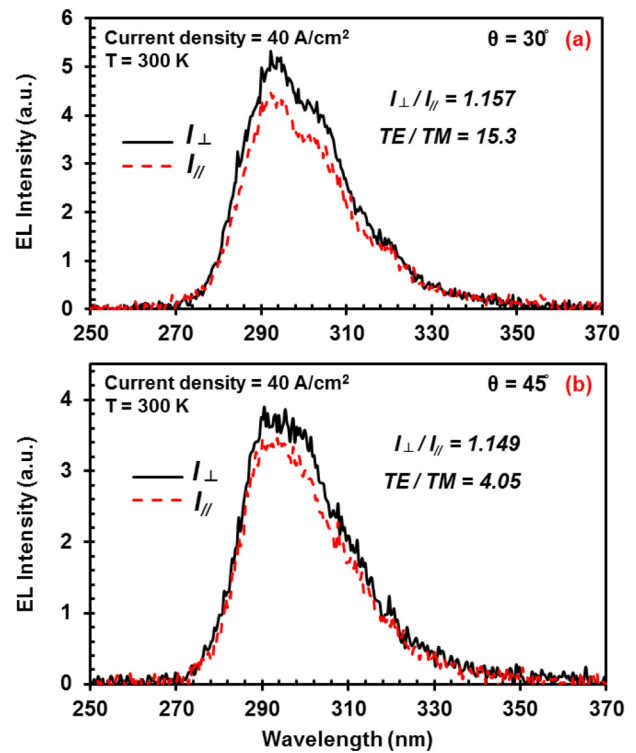 Current density = 40 A/cm²
T = 300 K
θ = 30° (a)
I⊥ / I// = 1.157
TE / TM = 15.3
I⊥
I//
EL Intensity (a.u.)
6
5
4
3
2
1
0
250 270 290 310 330 350 370
Current density = 40 A/cm²
T = 300 K
θ = 45° (b)
I⊥ / I// = 1.149
TE / TM = 4.05
I⊥
I//
EL Intensity (a.u.)
4
3
2
1
0
250 270 290 310 330 350 370
Wavelength (nm)